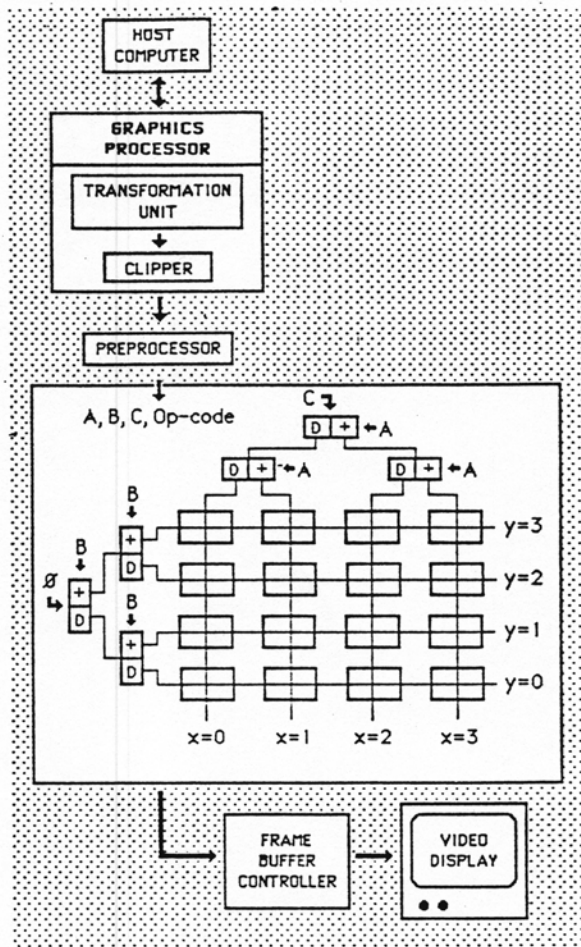 HOST
COMPUTER
GRAPHICS
PROCESSOR
TRANSFORMATION
UNIT
CLIPPER
PREPROCESSOR
A, B, C, Op-code
C
D +
A
D +
A
D +
A
B
+
D
B
+
D
B
+
D
Ø
y=3
y=2
y=1
y=0
x=0 x=1 x=2 x=3
FRAME
BUFFER
CONTROLLER
VIDEO
DISPLAY